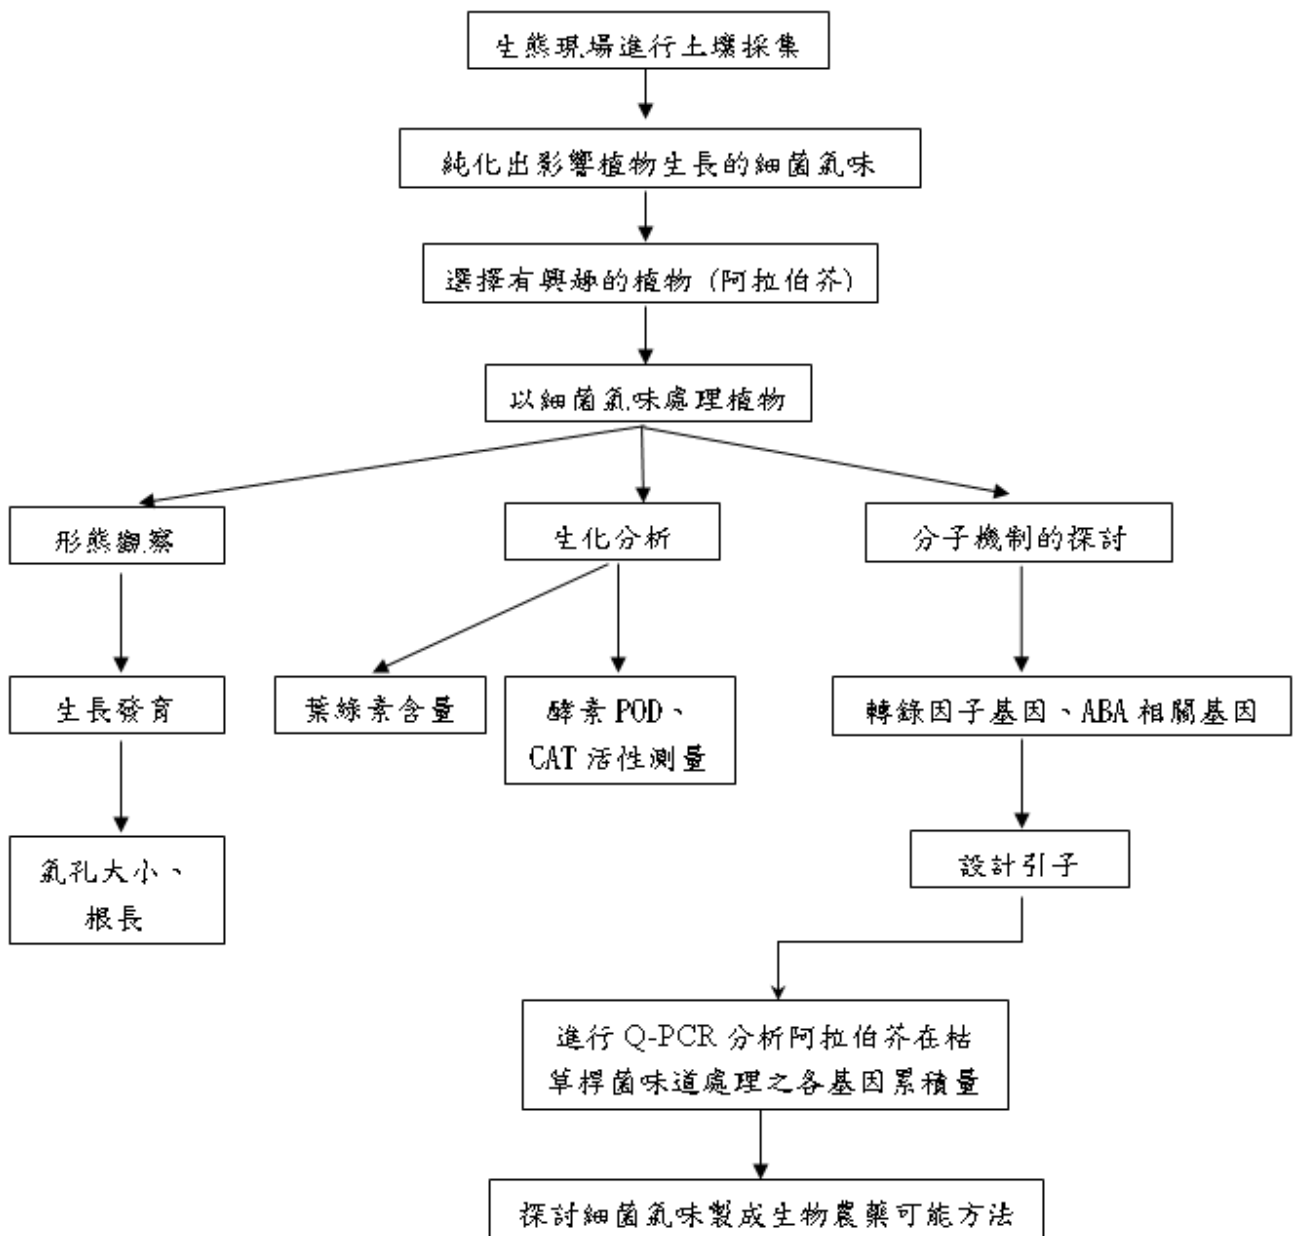 生態現場進行土壤採集
純化出影響植物生長的細菌氣味
選擇有興趣的植物 (阿拉伯芥)
以細菌氣味處理植物
形態觀察
生化分析
分子機制的探討
生長發育
葉綠素含量
酵素 POD、
CAT 活性測量
轉錄因子基因、ABA 相關基因
氣孔大小、
根長
設計引子
進行 Q-PCR 分析阿拉伯芥在枯
草桿菌味道處理之各基因累積量
探討細菌氣味製成生物農藥可能方法